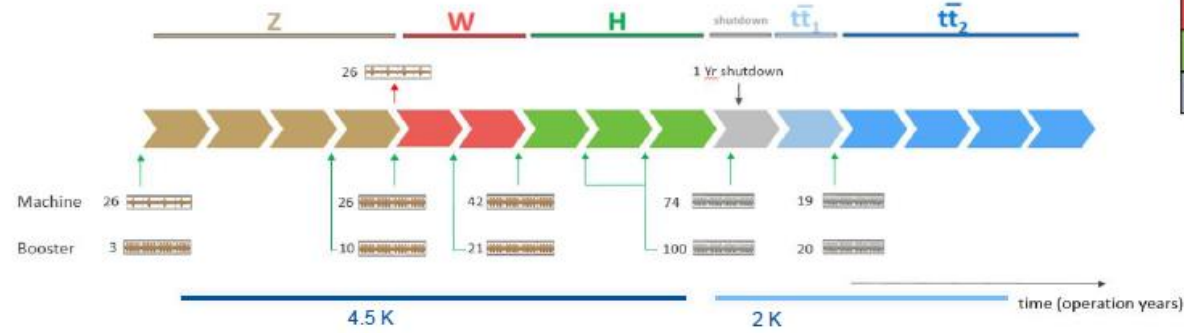 Z W H shutdown tt̄₁ tt̄₂
26 1 Yr shutdown
Machine 26 26 42 74 19
Booster 3 10 21 100 20
time (operation years)
4.5 K 2 K